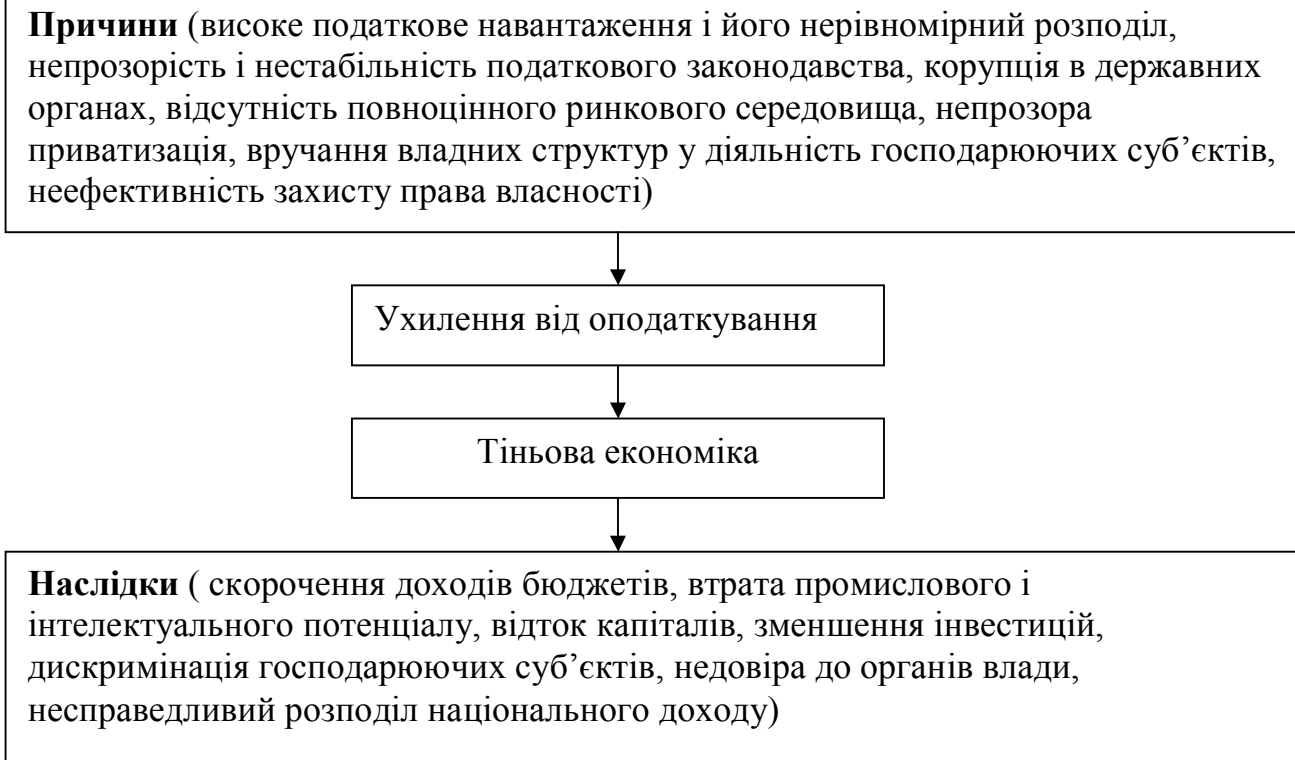 Причини (високе податкове навантаження і його нерівномірний розподіл,
непрозорість і нестабільність податкового законодавства, корупція в державних
органах, відсутність повноцінного ринкового середовища, непрозора
приватизація, вручання владних структур у діяльність господарюючих суб’єктів,
неефективність захисту права власності)
Ухилення від оподаткування
Тіньова економіка
Наслідки ( скорочення доходів бюджетів, втрата промислового і
інтелектуального потенціалу, відток капіталів, зменшення інвестицій,
дискримінація господарюючих суб’єктів, недовіра до органів влади,
несправедливий розподіл національного доходу)